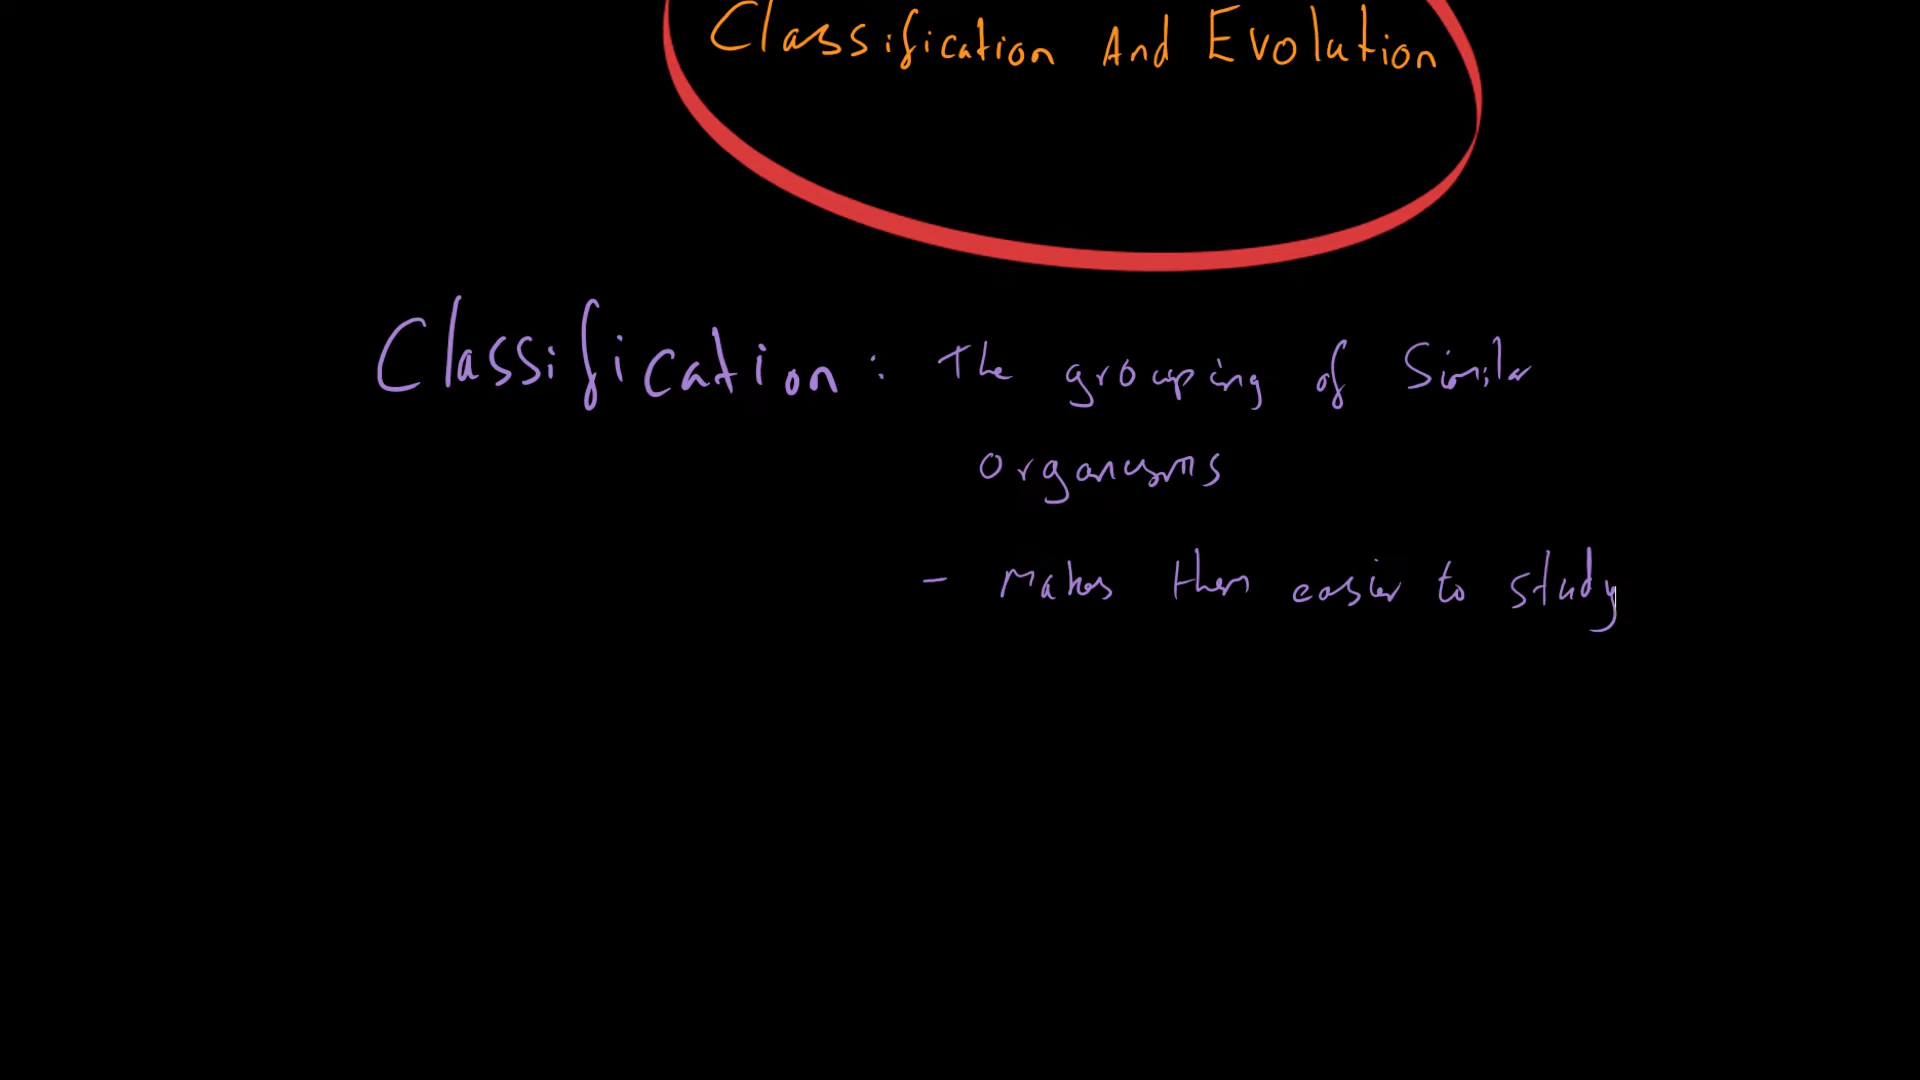 Classification And Evolution
Classification: The grouping of Similar
organisms
- Makes them easier to study